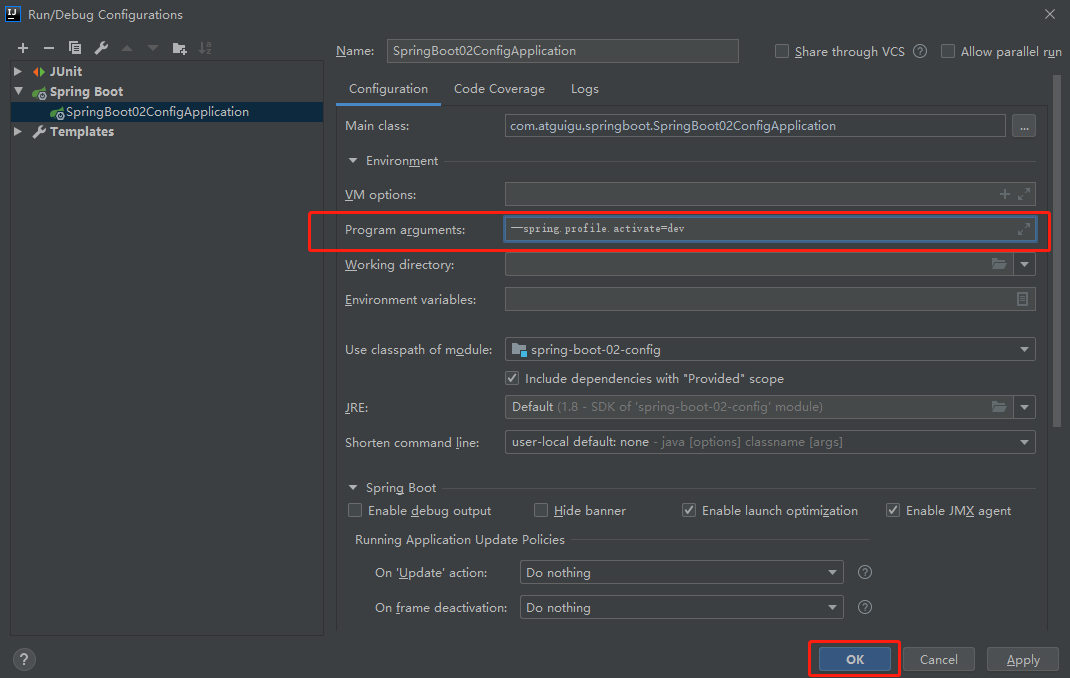 IJ Run/Debug Configurations
Name: SpringBoot02ConfigApplication
Share through VCS ? Allow parallel run
JUnit
Spring Boot
SpringBoot02ConfigApplication
Templates
Configuration Code Coverage Logs
Main class: com.atguigu.springboot.SpringBoot02ConfigApplication ...
Environment
VM options:
Program arguments: --spring.profile.activate=dev
Working directory:
Environment variables:
Use classpath of module: spring-boot-02-config
Include dependencies with "Provided" scope
JRE: Default (1.8 - SDK of 'spring-boot-02-config' module)
Shorten command line: user-local default: none - java [options] classname [args]
Spring Boot
Enable debug output Hide banner Enable launch optimization Enable JMX agent
Running Application Update Policies
On 'Update' action: Do nothing ?
On frame deactivation: Do nothing ?
? OK Cancel Apply